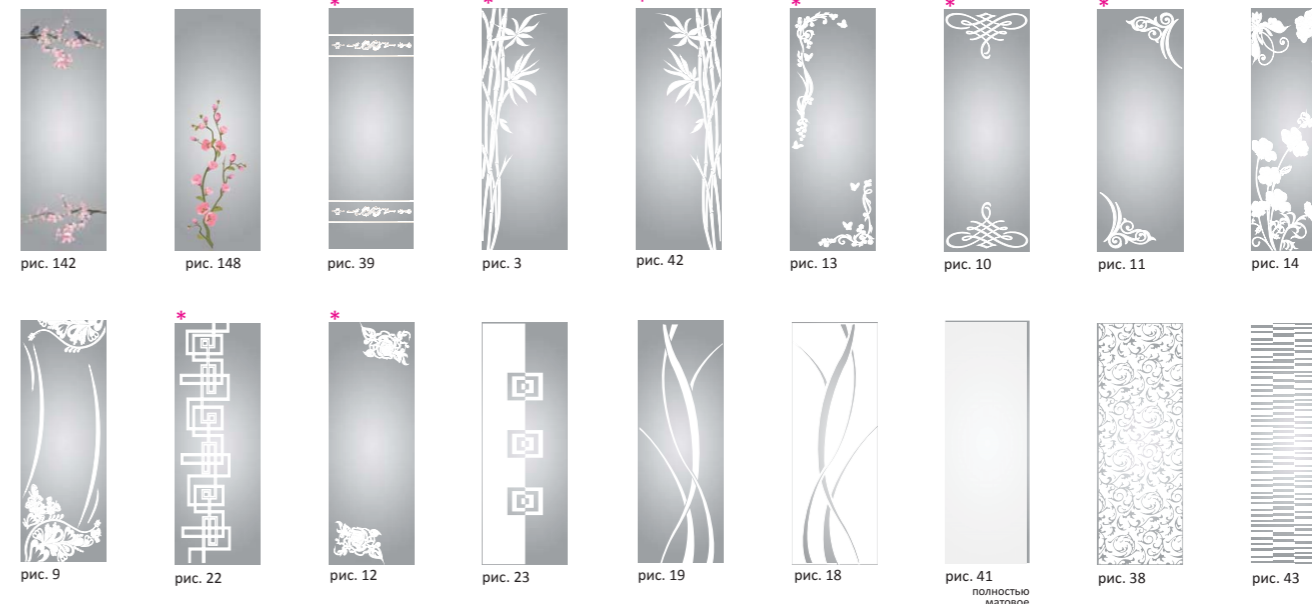 * * * * * *
рис. 142 рис. 148 рис. 39 рис. 3 рис. 42 рис. 13 рис. 10 рис. 11 рис. 14
* *
рис. 9 рис. 22 рис. 12 рис. 23 рис. 19 рис. 18 рис. 41 рис. 38 рис. 43
полностью
матовое